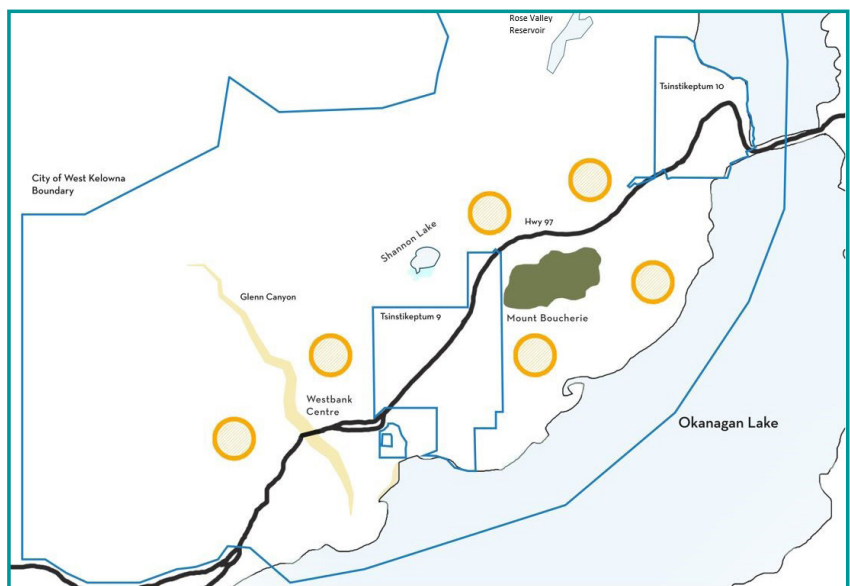 Rose Valley
Reservoir
Tsinstikeptum 10
City of West Kelowna
Boundary
Hwy 97
Shannon Lake
Glenn Canyon
Tsinstikeptum 9
Mount Boucherie
Westbank
Centre
Okanagan Lake